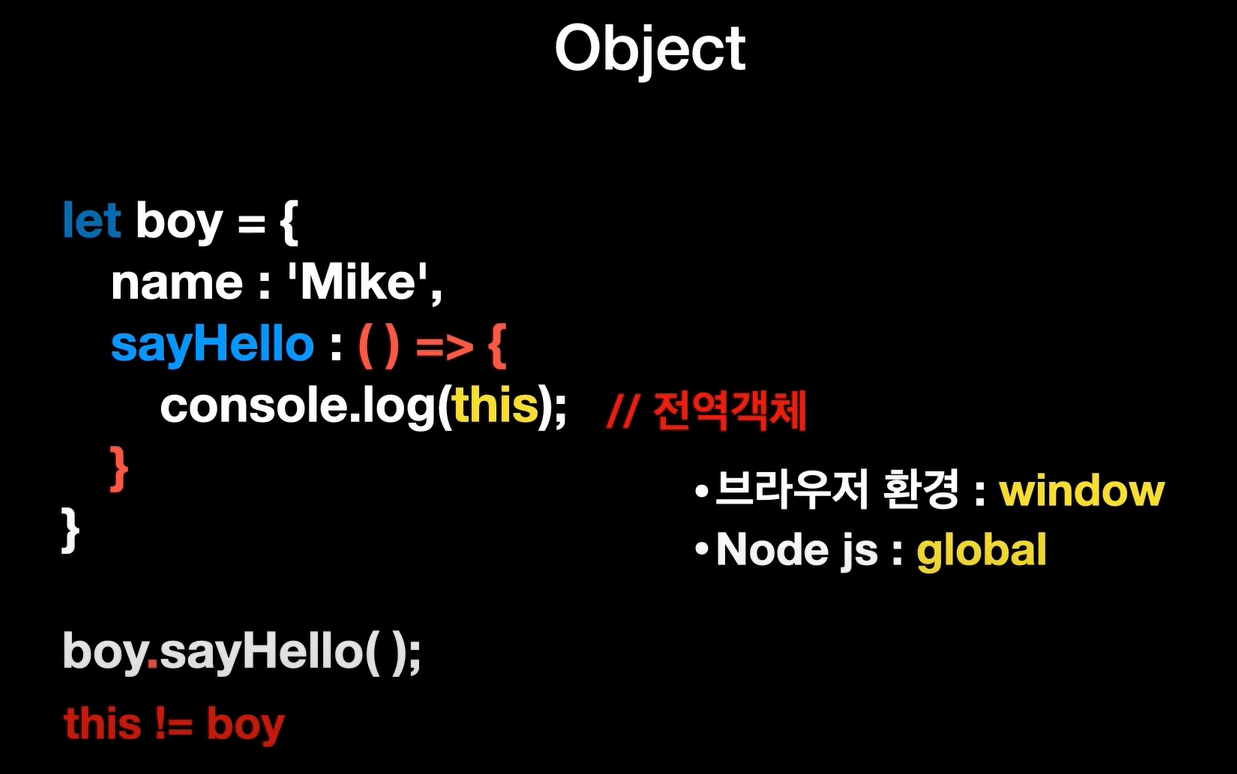 Object
let boy = {
name : 'Mike',
sayHello : ( ) => {
console.log(this); // 전역객체
}
•브라우저 환경 : window
}
•Node js : global
boy.sayHello( );
this != boy